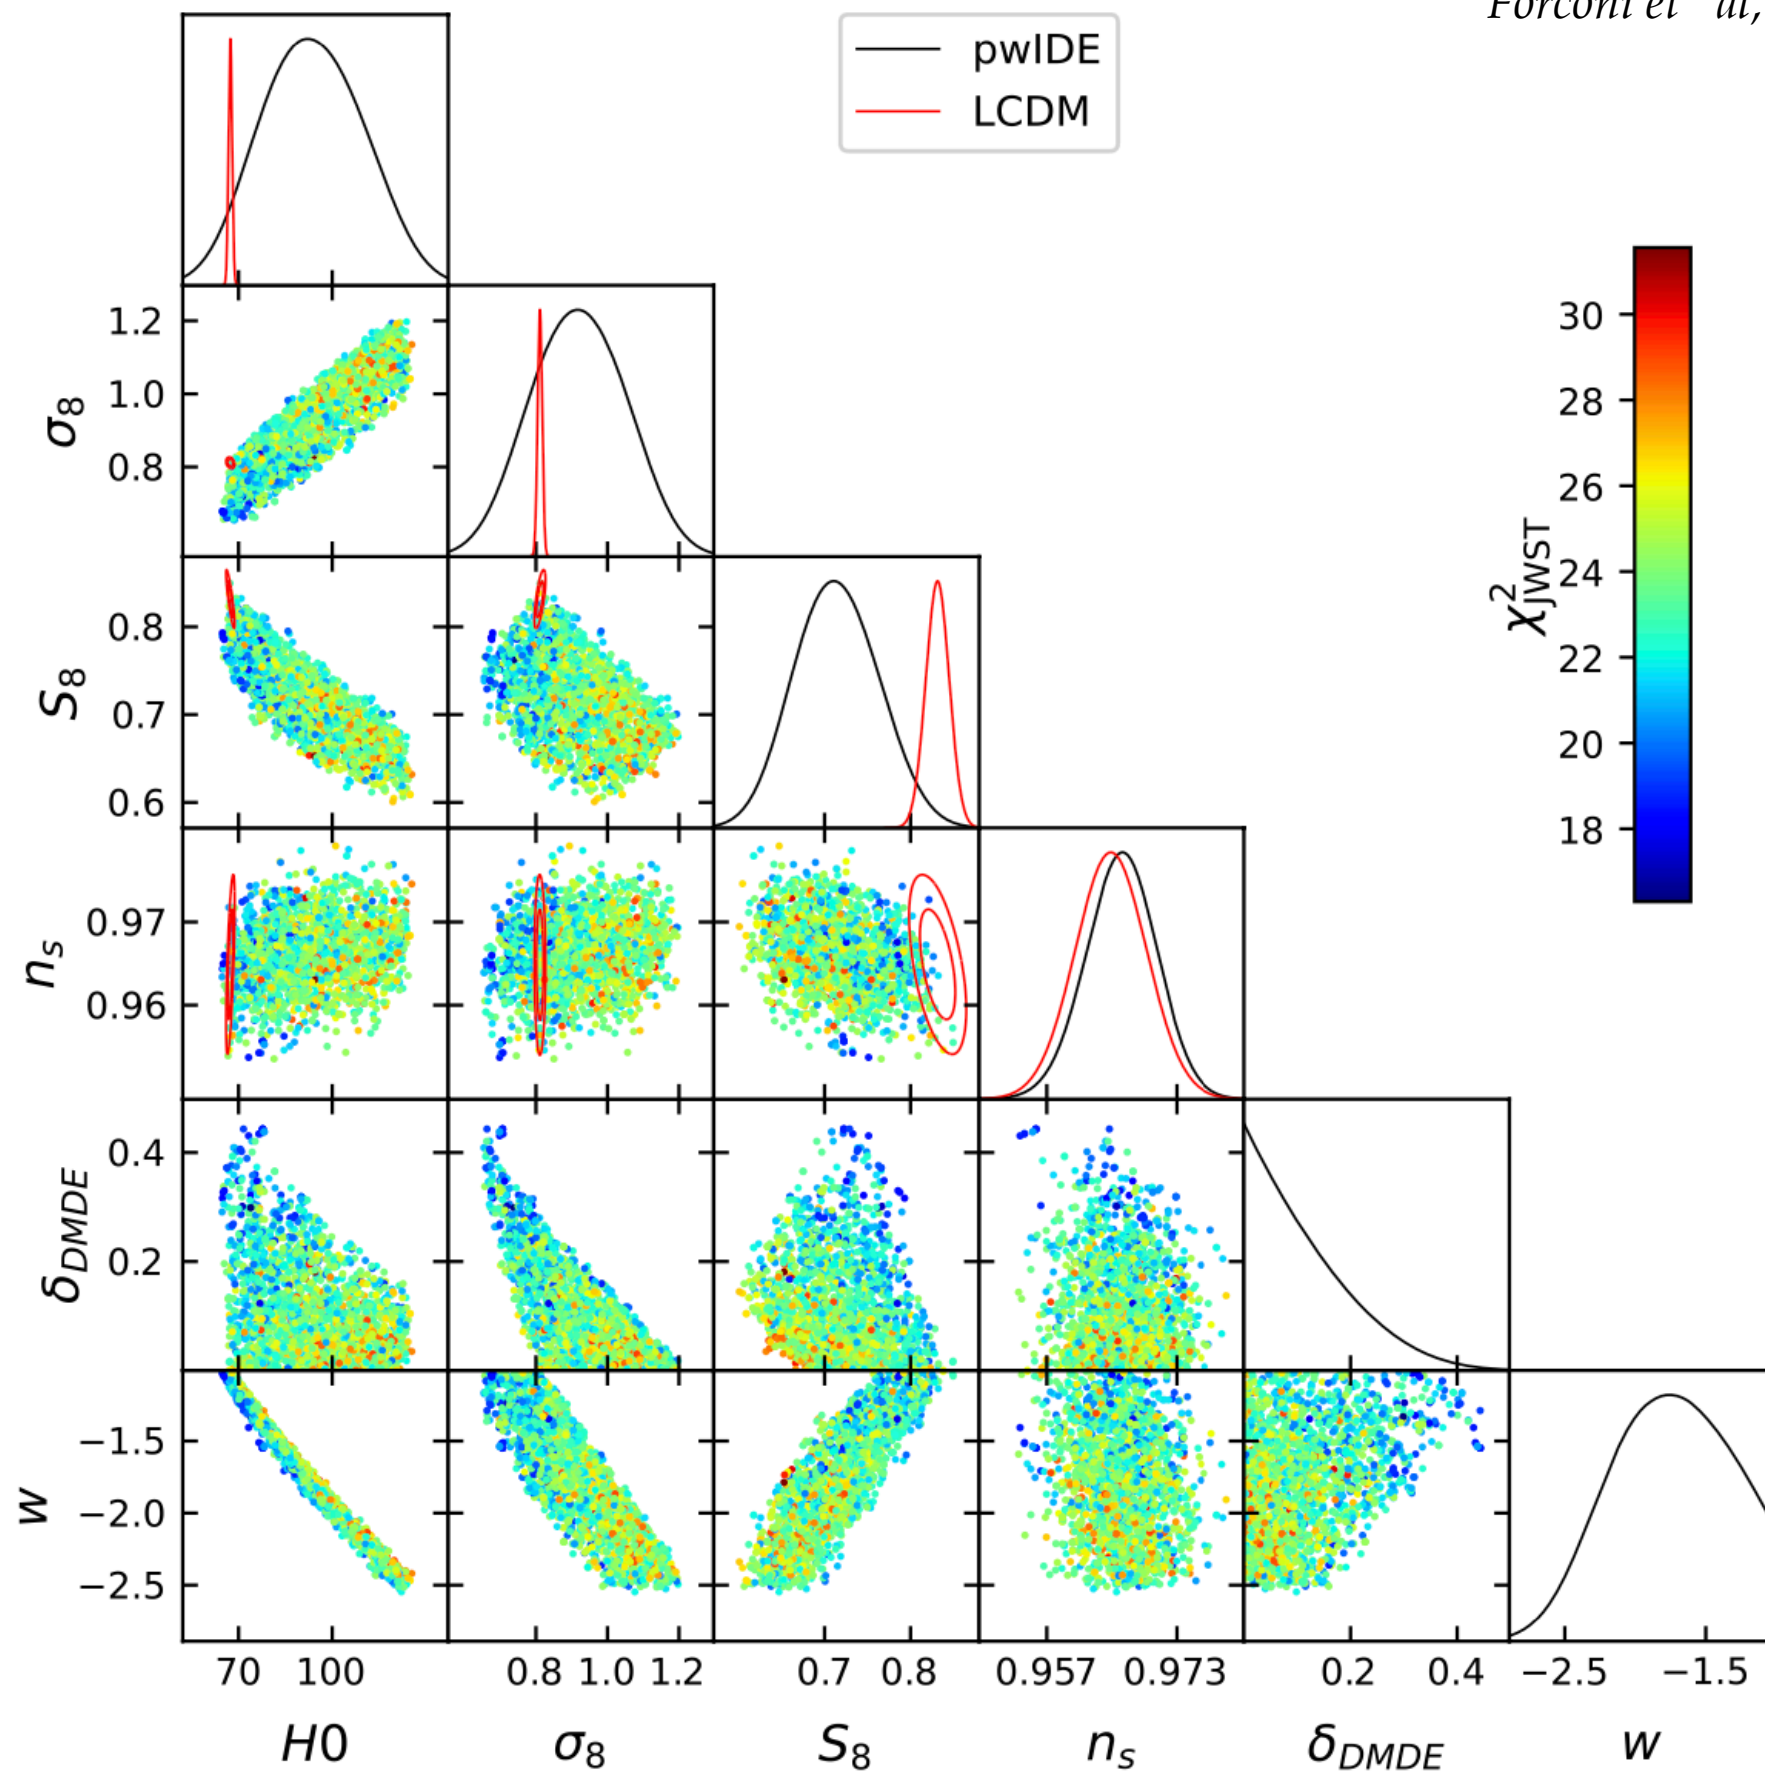 Forconi et al,
pwIDE
LCDM
1.2
1.0
0.8
σ8
0.8
0.7
0.6
S8
0.97
0.96
ns
0.4
0.2
δDMDE
−1.5
−2.0
−2.5
w
30
28
26
24
22
20
18
χ²JWST
70 100
0.8 1.0 1.2
0.7 0.8
0.957 0.973
0.2 0.4
−2.5 −1.5
H0 σ8 S8 ns δDMDE w